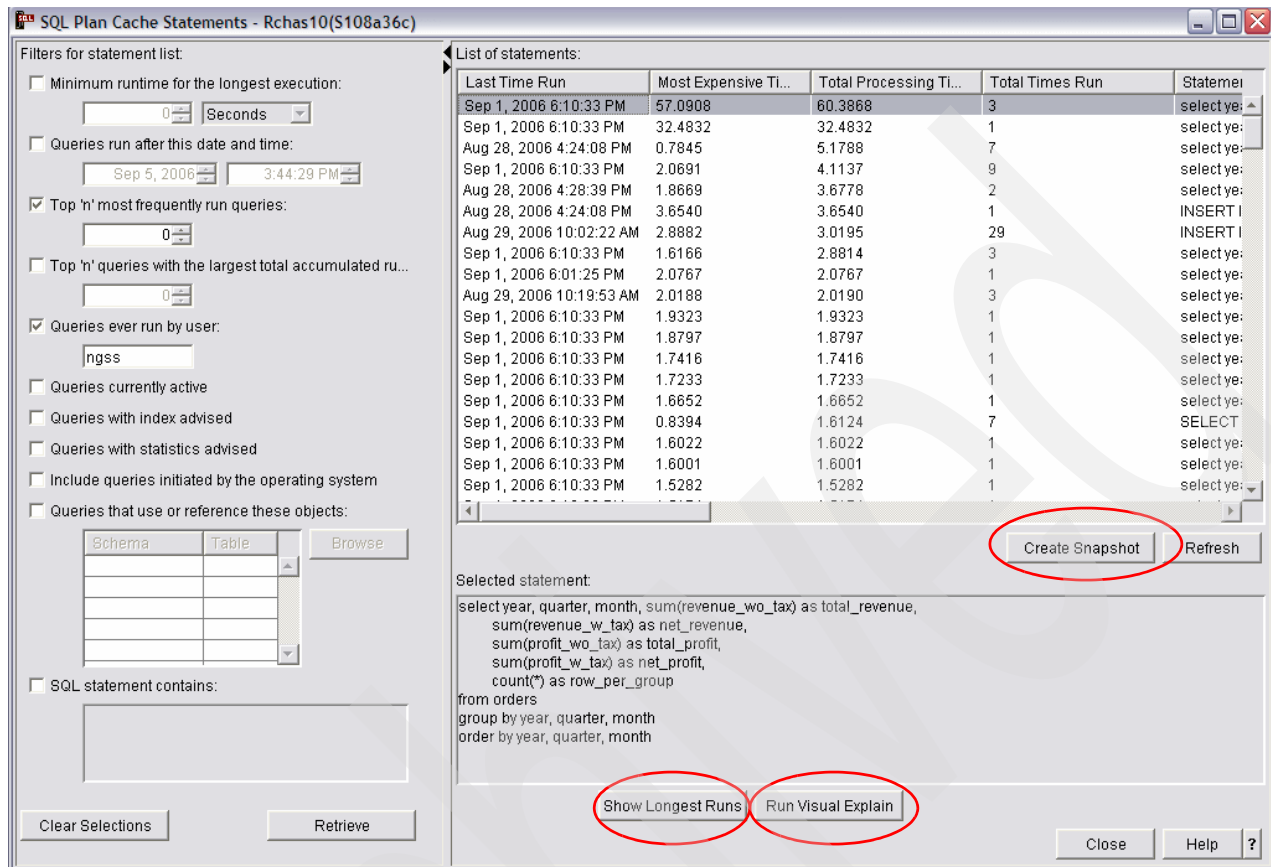 SQL Plan Cache Statements - Rchas10(S108a36c)
Filters for statement list:
Minimum runtime for the longest execution:
0 Seconds
Queries run after this date and time:
Sep 5, 2006 3:44:29 PM
Top 'n' most frequently run queries:
0
Top 'n' queries with the largest total accumulated ru...
0
Queries ever run by user:
ngss
Queries currently active
Queries with index advised
Queries with statistics advised
Include queries initiated by the operating system
Queries that use or reference these objects:
Schema Table Browse
SQL statement contains:
Clear Selections Retrieve
List of statements:
Last Time Run Most Expensive Ti... Total Processing Ti... Total Times Run Statemer
Sep 1, 2006 6:10:33 PM 57.0908 60.3868 3 select yea
Sep 1, 2006 6:10:33 PM 32.4832 32.4832 1 select yea
Aug 28, 2006 4:24:08 PM 0.7845 5.1788 7 select yea
Sep 1, 2006 6:10:33 PM 2.0691 4.1137 9 select yea
Aug 28, 2006 4:28:39 PM 1.8669 3.6778 2 select yea
Aug 28, 2006 4:24:08 PM 3.6540 3.6540 1 INSERT I
Aug 29, 2006 10:02:22 AM 2.8882 3.0195 29 INSERT I
Sep 1, 2006 6:10:33 PM 1.6166 2.8814 3 select yea
Sep 1, 2006 6:01:25 PM 2.0767 2.0767 1 select yea
Aug 29, 2006 10:19:53 AM 2.0188 2.0190 3 select yea
Sep 1, 2006 6:10:33 PM 1.9323 1.9323 1 select yea
Sep 1, 2006 6:10:33 PM 1.8797 1.8797 1 select yea
Sep 1, 2006 6:10:33 PM 1.7416 1.7416 1 select yea
Sep 1, 2006 6:10:33 PM 1.7233 1.7233 1 select yea
Sep 1, 2006 6:10:33 PM 1.6652 1.6652 1 select yea
Sep 1, 2006 6:10:33 PM 0.8394 1.6124 7 SELECT
Sep 1, 2006 6:10:33 PM 1.6022 1.6022 1 select yea
Sep 1, 2006 6:10:33 PM 1.6001 1.6001 1 select yea
Sep 1, 2006 6:10:33 PM 1.5282 1.5282 1 select yea
Create Snapshot Refresh
Selected statement:
select year, quarter, month, sum(revenue_wo_tax) as total_revenue,
sum(revenue_w_tax) as net_revenue,
sum(profit_wo_tax) as total_profit,
sum(profit_w_tax) as net_profit,
count(*) as row_per_group
from orders
group by year, quarter, month
order by year, quarter, month
Show Longest Runs Run Visual Explain
Close Help ?